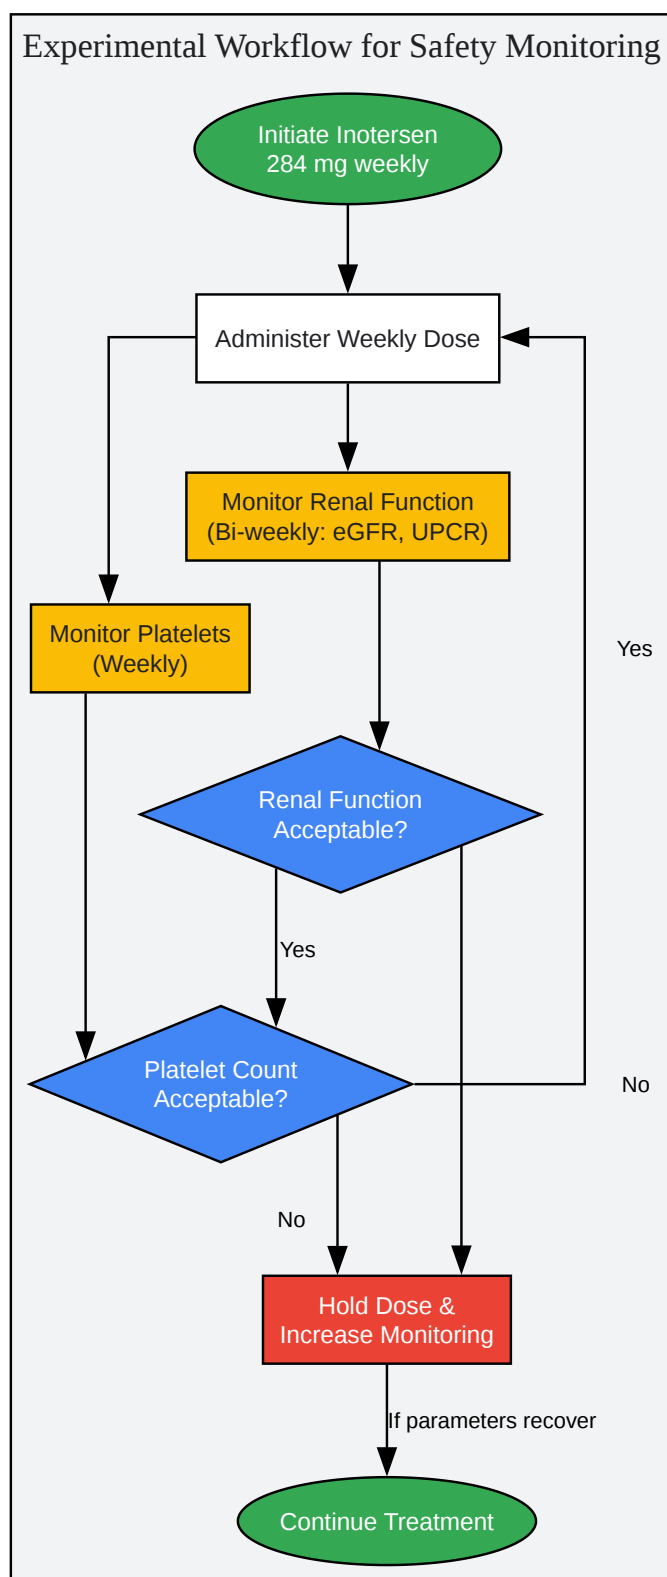 Experimental Workflow for Safety Monitoring
Initiate Inotersen
284 mg weekly
Administer Weekly Dose
Monitor Renal Function
(Bi-weekly: eGFR, UPCR)
Monitor Platelets
(Weekly)
Yes
Renal Function
Acceptable?
Yes
Platelet Count
Acceptable?
No
No
Hold Dose &
Increase Monitoring
If parameters recover
Continue Treatment